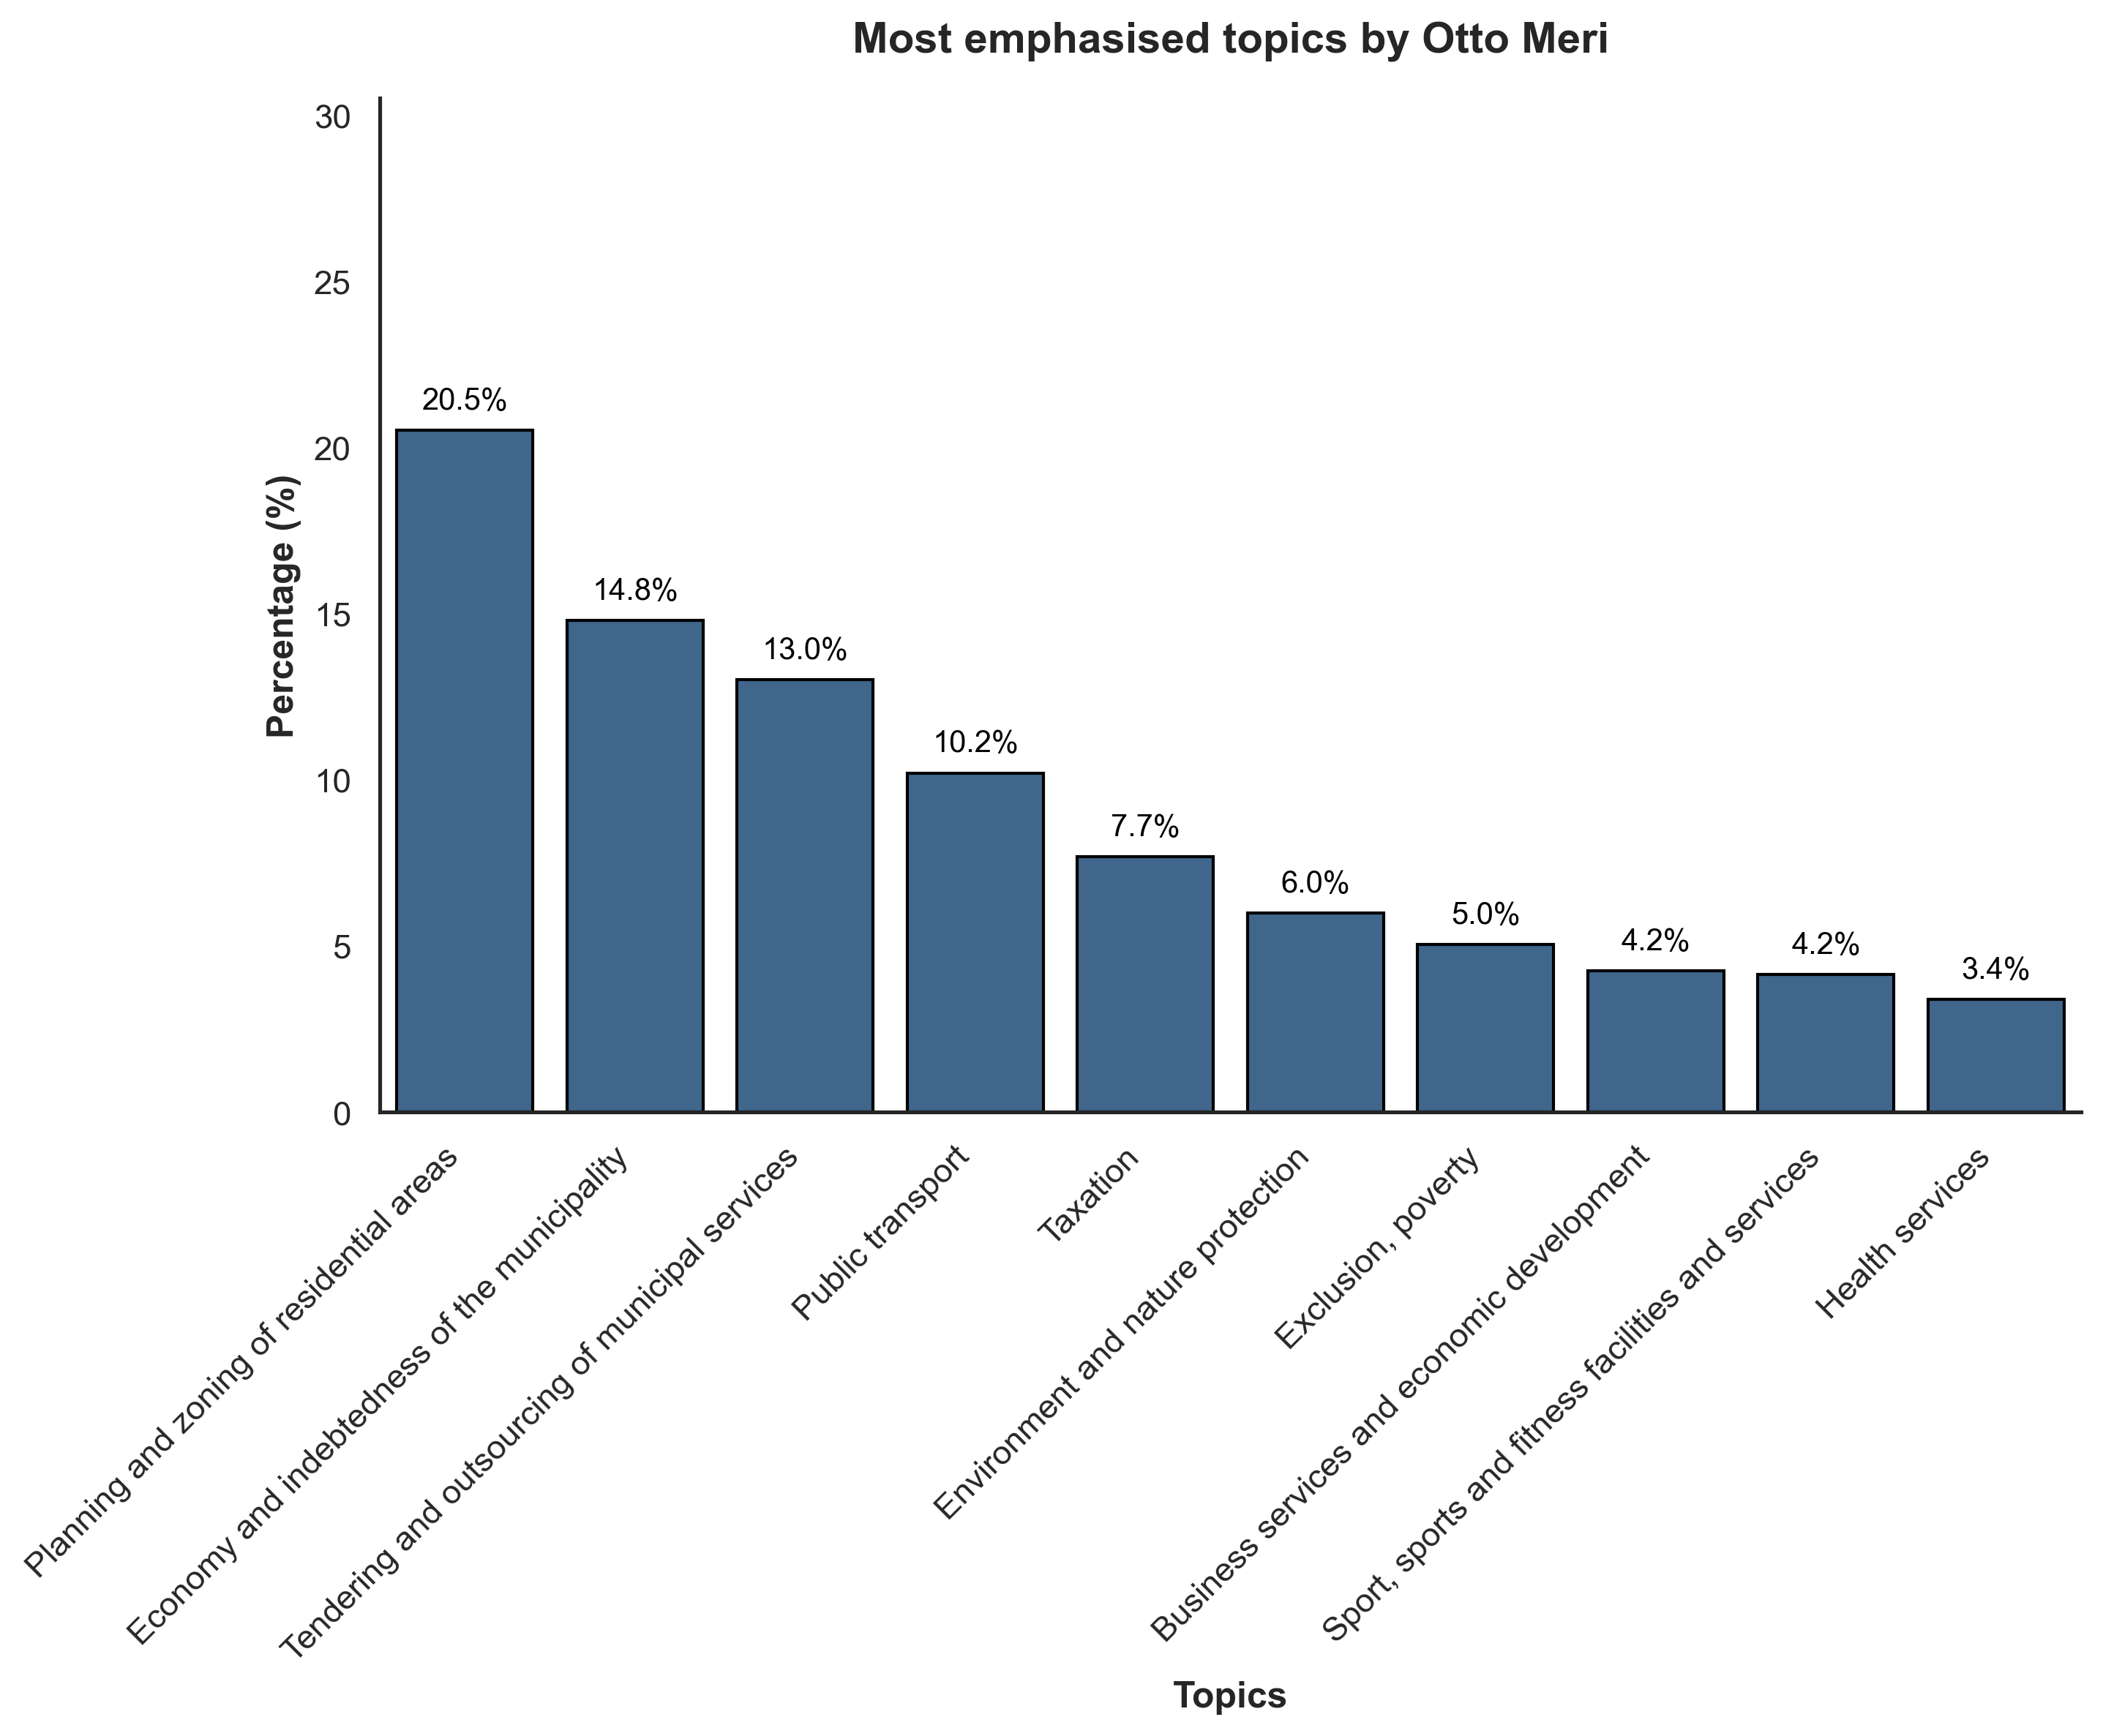 Most emphasised topics by Otto Meri
Percentage (%)
30
25
20
15
10
5
0
20.5%
14.8%
13.0%
10.2%
7.7%
6.0%
5.0%
4.2%
4.2%
3.4%
Planning and zoning of residential areas
Economy and indebtedness of the municipality
Tendering and outsourcing of municipal services
Public transport
Taxation
Environment and nature protection
Exclusion, poverty
Business services and economic development
Sport, sports and fitness facilities and services
Health services
Topics